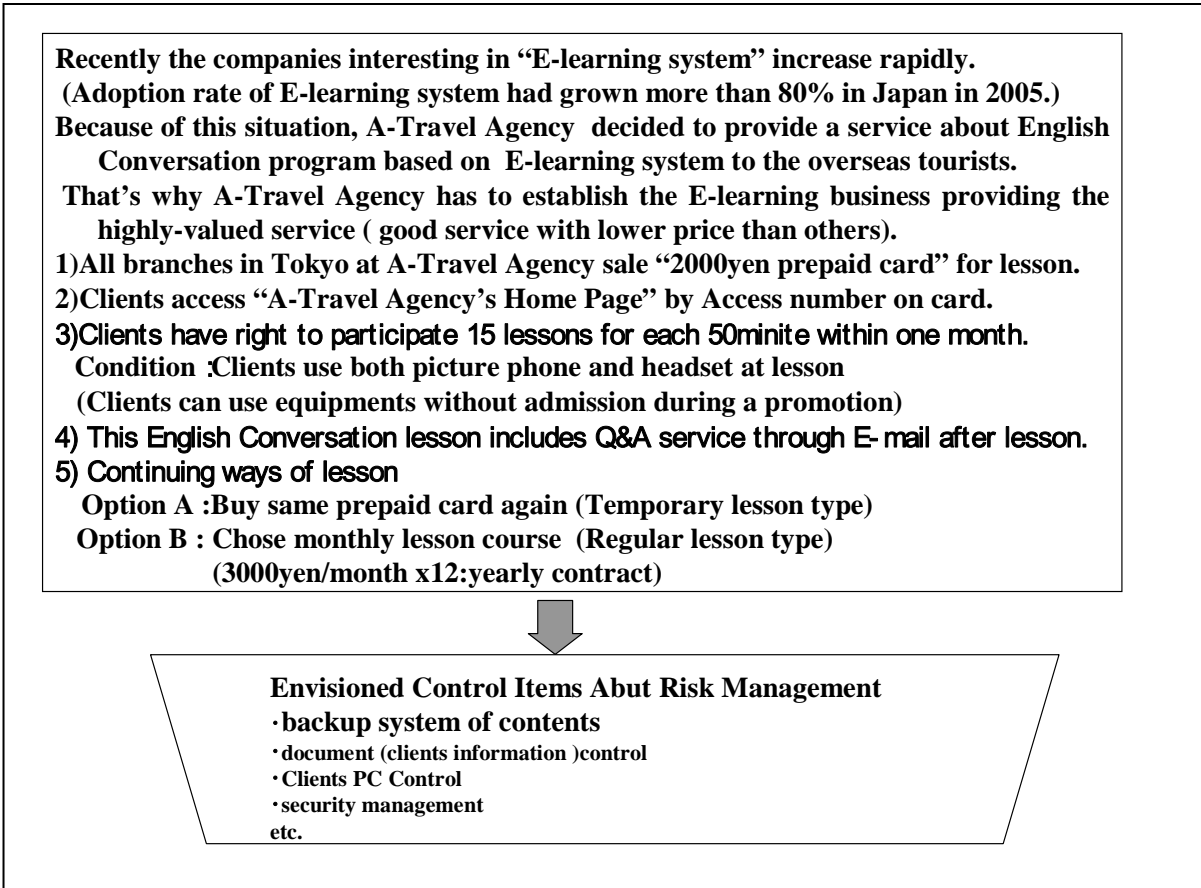 Recently the companies interesting in “E-learning system” increase rapidly.
(Adoption rate of E-learning system had grown more than 80% in Japan in 2005.)
Because of this situation, A-Travel Agency decided to provide a service about English
Conversation program based on E-learning system to the overseas tourists.
That’s why A-Travel Agency has to establish the E-learning business providing the
highly-valued service ( good service with lower price than others).
1)All branches in Tokyo at A-Travel Agency sale “2000yen prepaid card” for lesson.
2)Clients access “A-Travel Agency’s Home Page” by Access number on card.
3)Clients have right to participate 15 lessons for each 50minite within one month.
Condition :Clients use both picture phone and headset at lesson
(Clients can use equipments without admission during a promotion)
4) This English Conversation lesson includes Q&A service through E-mail after lesson.
5) Continuing ways of lesson
Option A :Buy same prepaid card again (Temporary lesson type)
Option B : Chose monthly lesson course (Regular lesson type)
(3000yen/month x12:yearly contract)
Envisioned Control Items Abut Risk Management
・backup system of contents
・document (clients information )control
・Clients PC Control
・security management
etc.